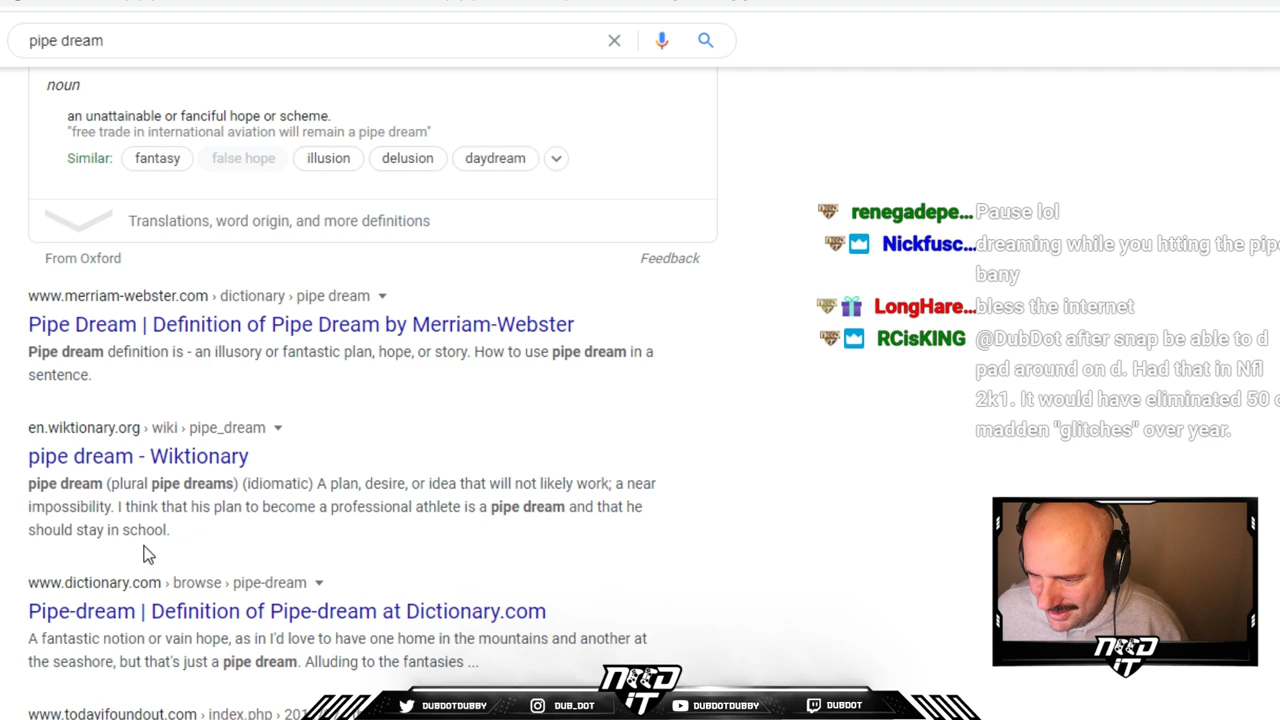 pipe dream
noun
an unattainable or fanciful hope or scheme.
"free trade in international aviation will remain a pipe dream"
Similar: fantasy false hope illusion delusion daydream
Translations, word origin, and more definitions
From Oxford Feedback
www.merriam-webster.com › dictionary › pipe dream
Pipe Dream | Definition of Pipe Dream by Merriam-Webster
Pipe dream definition is - an illusory or fantastic plan, hope, or story. How to use pipe dream in a
sentence.
en.wiktionary.org › wiki › pipe_dream
pipe dream - Wiktionary
pipe dream (plural pipe dreams) (idiomatic) A plan, desire, or idea that will not likely work; a near
impossibility. I think that his plan to become a professional athlete is a pipe dream and that he
should stay in school.
www.dictionary.com › browse › pipe-dream
Pipe-dream | Definition of Pipe-dream at Dictionary.com
A fantastic notion or vain hope, as in I'd love to have one home in the mountains and another at
the seashore, but that's just a pipe dream. Alluding to the fantasies ...
www.todayifoundout.com › index.php › 201
renegadepe... Pause lol
Nickfusc... dreaming while you htting the pipe
bany
LongHare... bless the internet
RCisKING @DubDot after snap be able to d
pad around on d. Had that in Nfl
2k1. It would have eliminated 50
madden "glitches" over year.
NEED
IT
NEED
IT
DUBDOTDUBBY DUB_DOT DUBDOTDUBBY DUBDOT